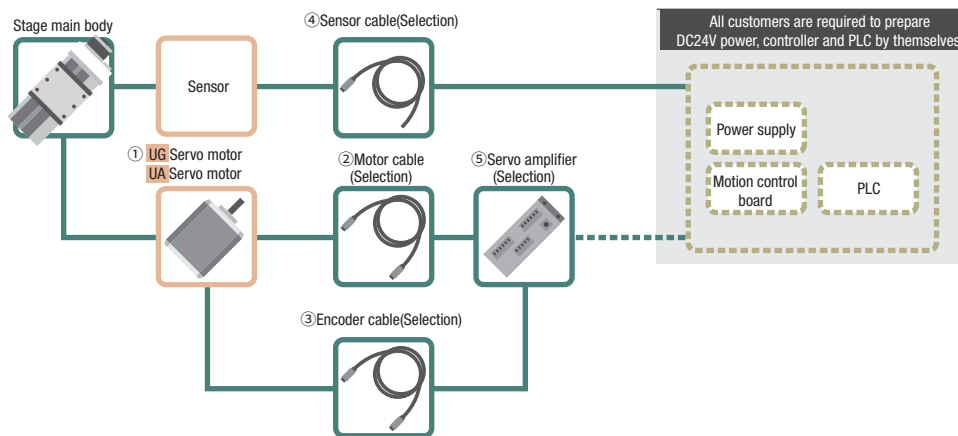 Stage main body
④Sensor cable(Selection)
All customers are required to prepare
DC24V power, controller and PLC by themselves
Sensor
Power supply
Motion control
board
PLC
① UG Servo motor
UA Servo motor
②Motor cable
(Selection)
⑤Servo amplifier
(Selection)
③Encoder cable(Selection)